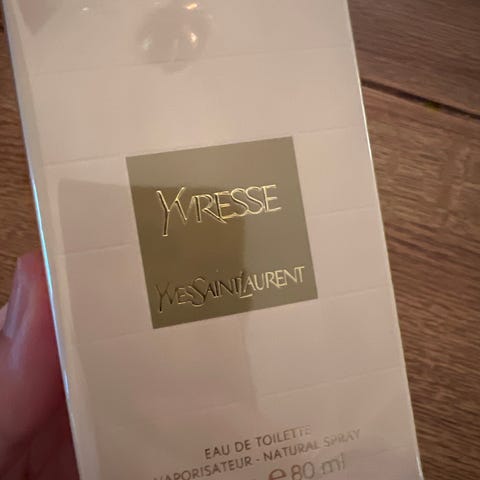 YVRESSE
YVESSAINTLAURENT
EAU DE TOILETTE
VAPORISATEUR - NATURAL SPRAY
℮80 ml